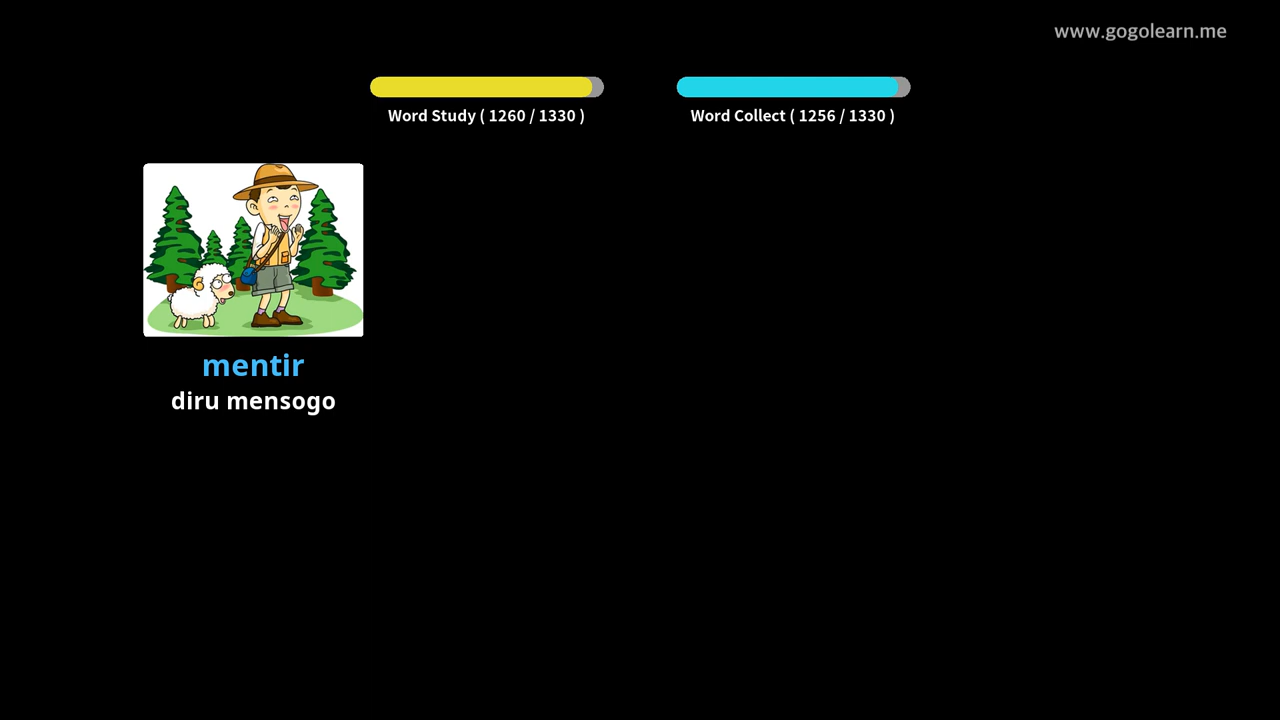 www.gogolearn.me
Word Study ( 1260 / 1330 )
Word Collect ( 1256 / 1330 )
mentir
diru mensogo